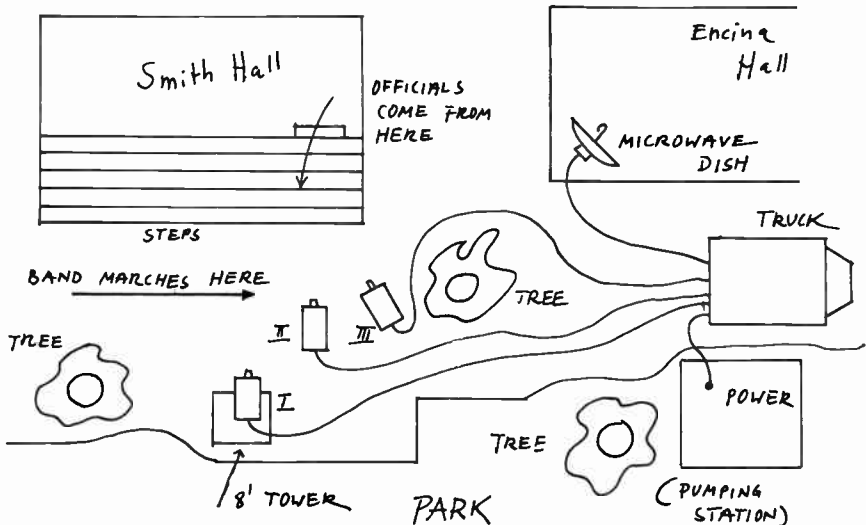 Smith Hall
OFFICIALS
COME FROM
HERE
Encina
Hall
MICROWAVE
DISH
STEPS
TRUCK
BAND MARCHES HERE
TREE
II
III
TREE
I
POWER
TREE
8' TOWER
PARK
(PUMPING
STATION)